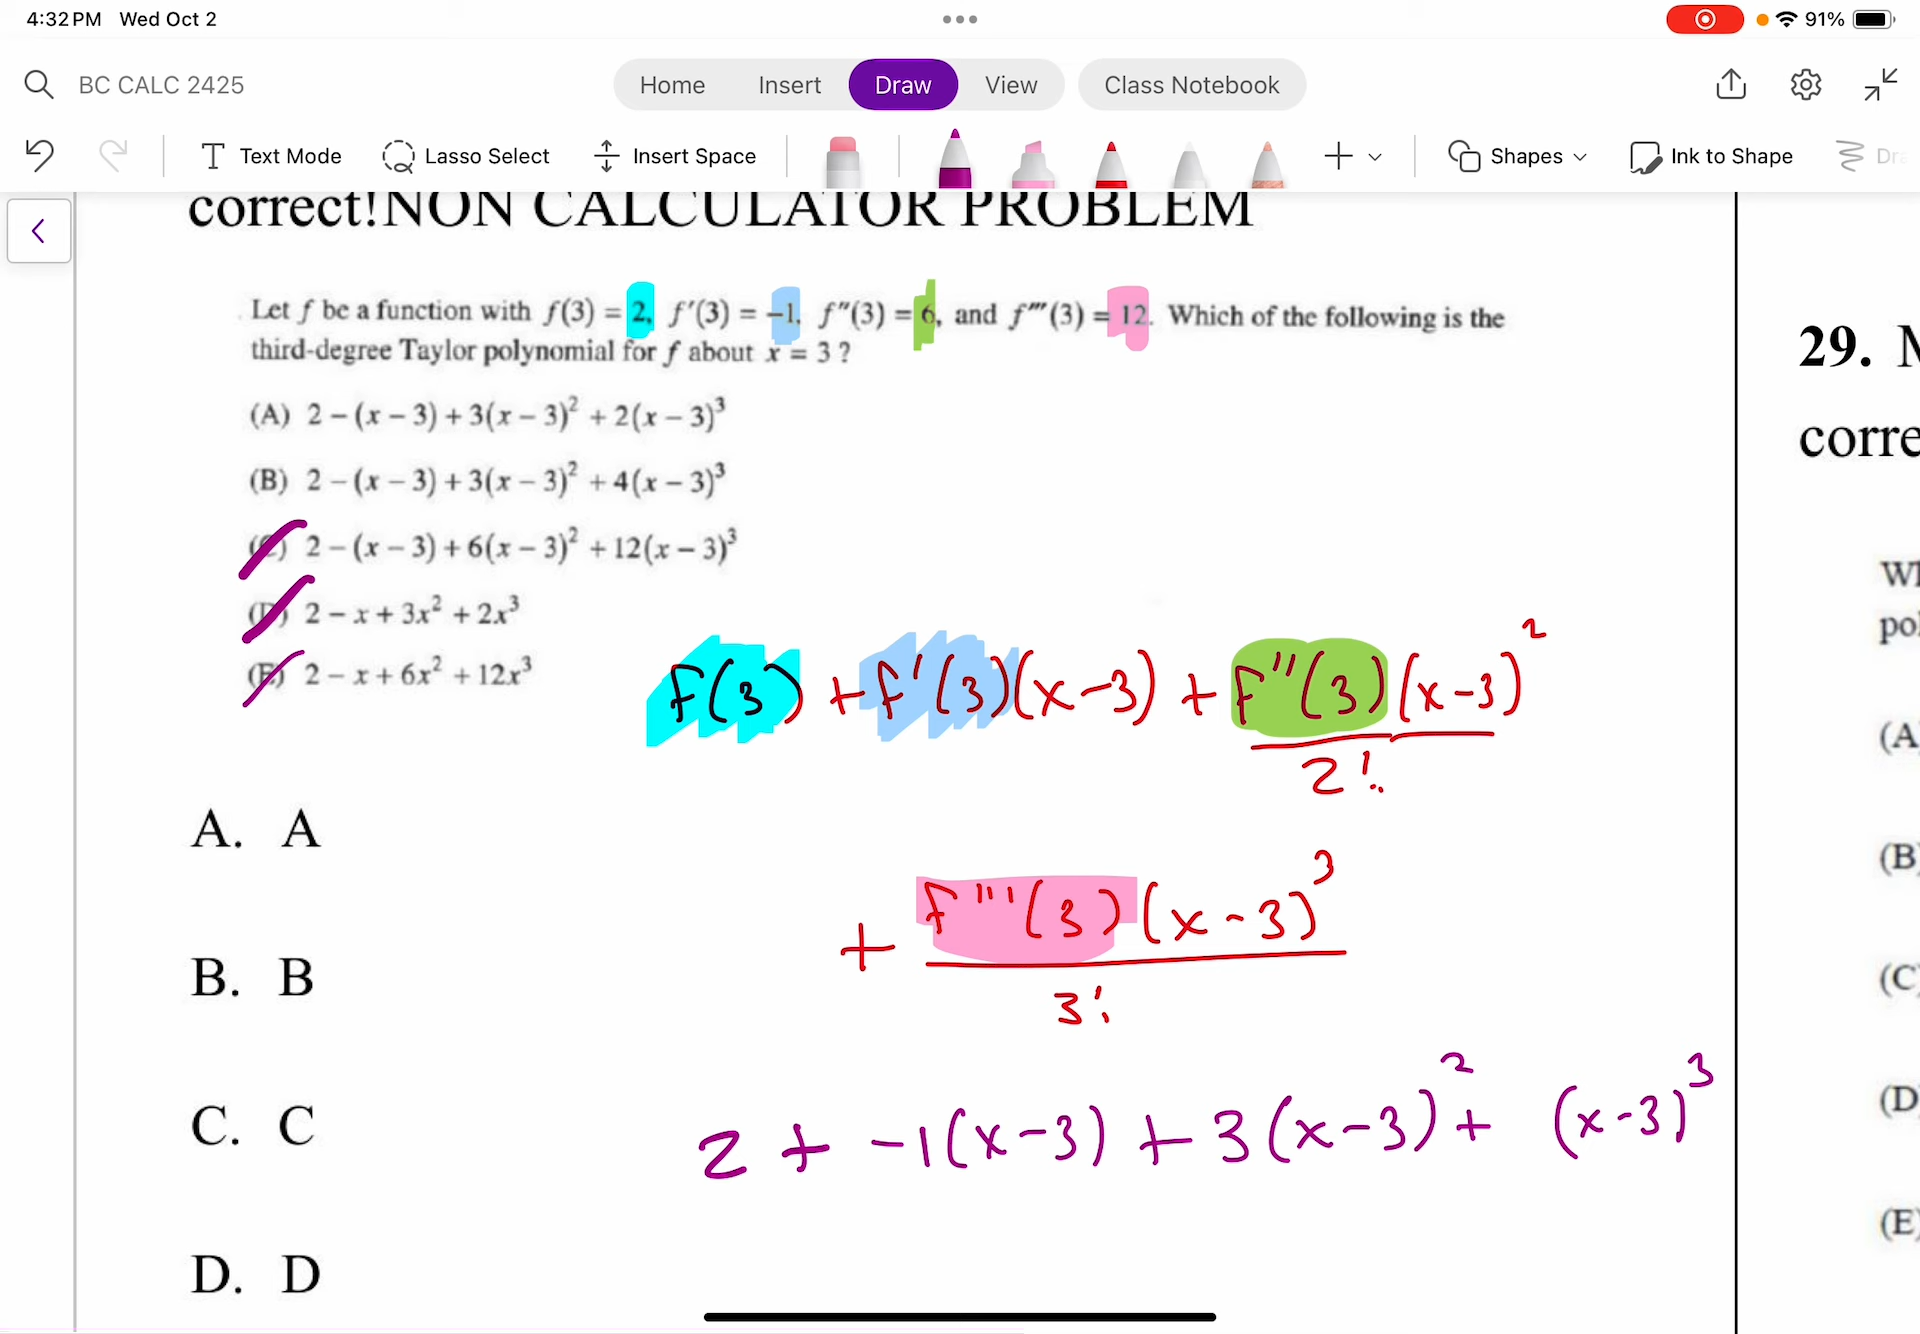 4:32 PM Wed Oct 2
91%
BC CALC 2425
Home Insert Draw View Class Notebook
Text Mode Lasso Select Insert Space Shapes Ink to Shape Dra
correct!NON CALCULATOR PROBLEM
Let f be a function with f(3) = 2, f′(3) = −1, f″(3) = 6, and f‴(3) = 12. Which of the following is the
third-degree Taylor polynomial for f about x = 3 ?
(A) 2 − (x − 3) + 3(x − 3)² + 2(x − 3)³
(B) 2 − (x − 3) + 3(x − 3)² + 4(x − 3)³
(C) 2 − (x − 3) + 6(x − 3)² + 12(x − 3)³
(D) 2 − x + 3x² + 2x³
(E) 2 − x + 6x² + 12x³
f(3) + f′(3)(x−3) + f″(3)(x−3)²
2!
+ f‴(3)(x−3)³
3!
2 + −1(x−3) + 3(x−3)² + (x−3)³
A. A
B. B
C. C
D. D
29.
corre
(A
(B)
(C)
(D)
(E)